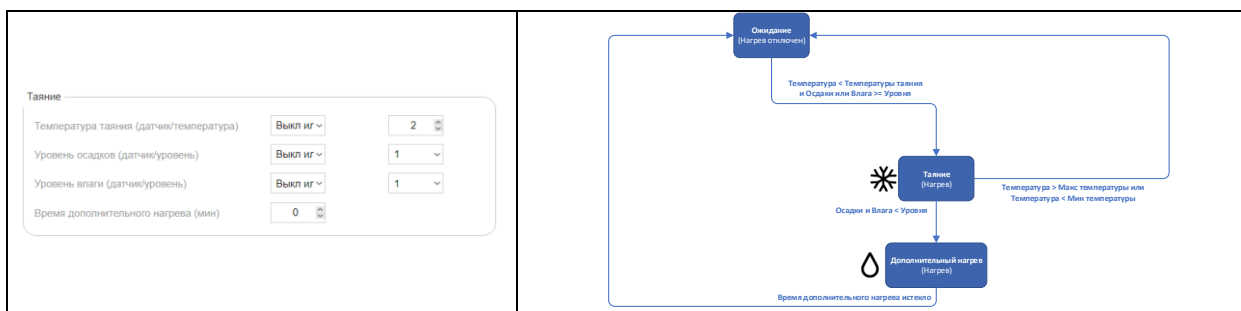 Таяние
Температура таяния (датчик/температура) Выкл иг 2
Уровень осадков (датчик/уровень) Выкл иг 1
Уровень влаги (датчик/уровень) Выкл иг 1
Время дополнительного нагрева (мин) 0
Ожидание
(Нагрев отключен)
Температура < Температуры таяния
и Осдаки или Влага >= Уровня
Таяние
(Нагрев)
Температура > Макс температуры или
Температура < Мин температуры
Осадки и Влага < Уровня
Дополнительный нагрев
(Нагрев)
Время дополнительного нагрева истекло